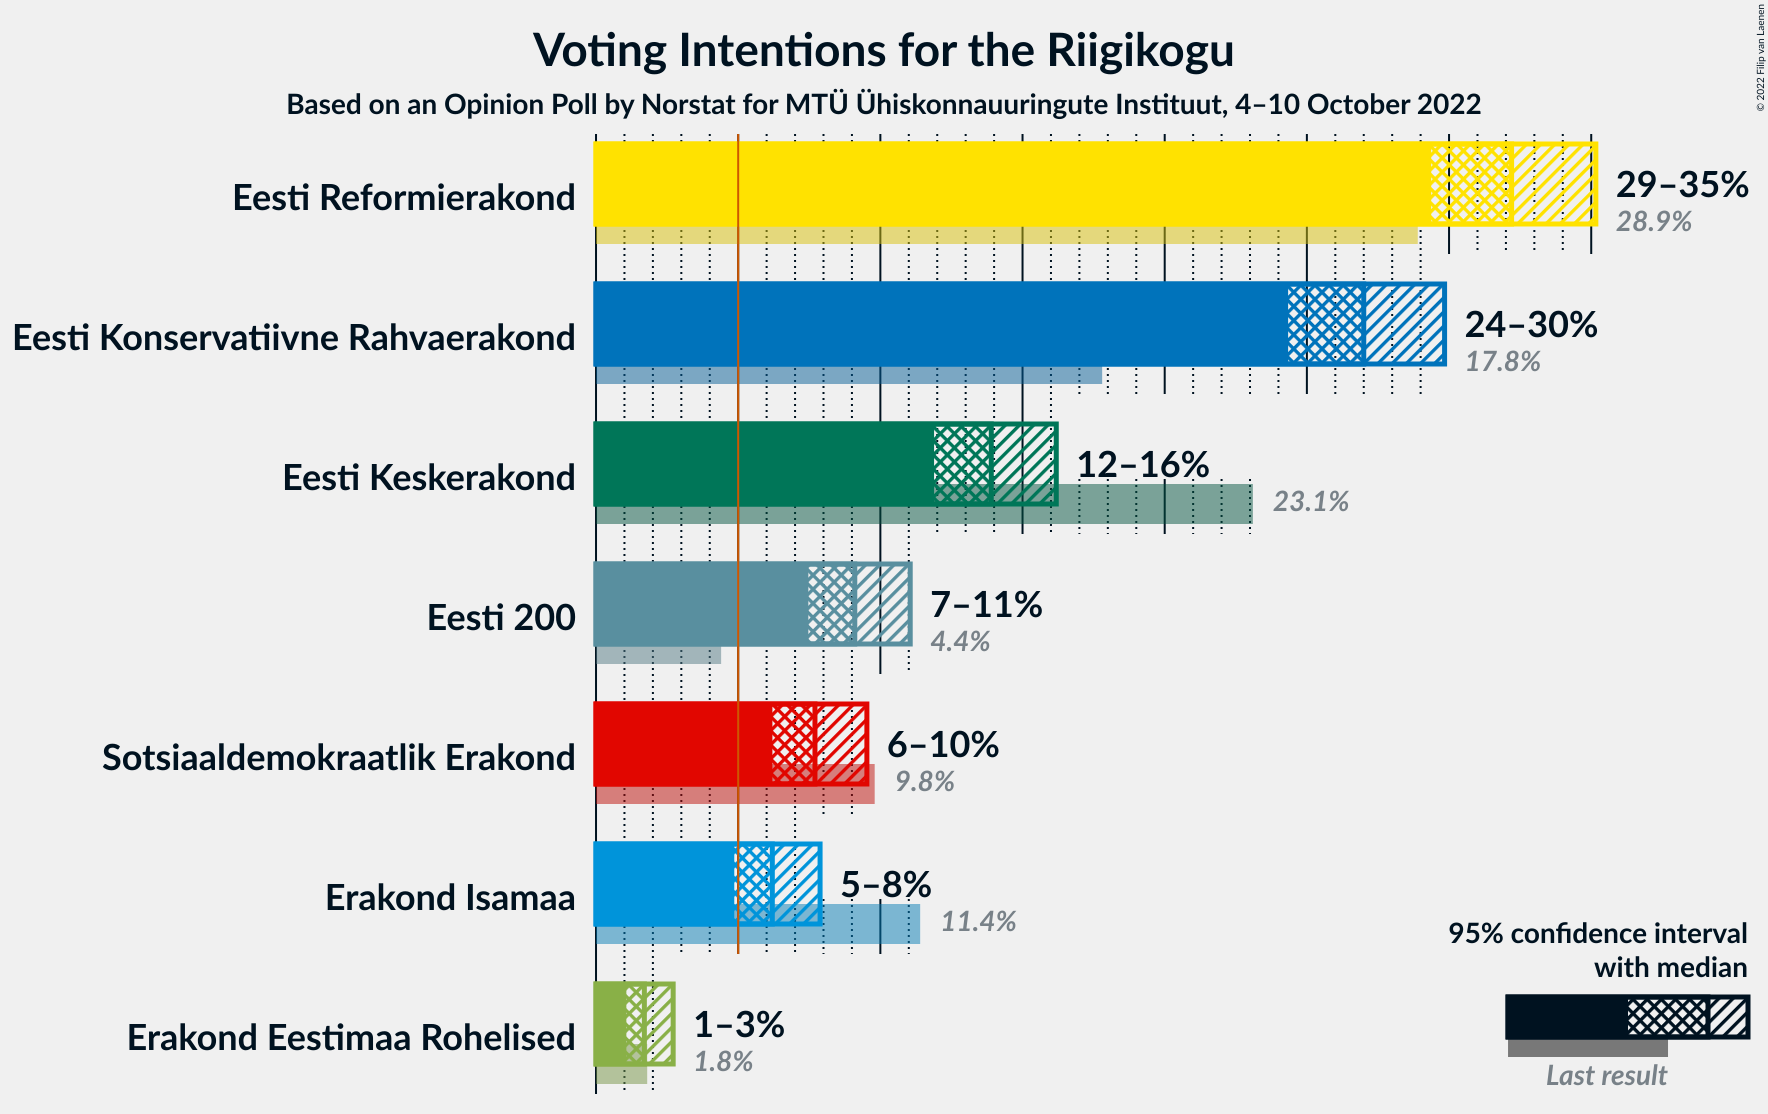 Voting Intentions for the Riigikogu
Based on an Opinion Poll by Norstat for MTÜ Ühiskonnauuringute Instituut, 4–10 October 2022
© 2022 Filip van Laenen
Eesti Reformierakond
29–35%
28.9%
Eesti Konservatiivne Rahvaerakond
24–30%
17.8%
Eesti Keskerakond
12–16%
23.1%
Eesti 200
7–11%
4.4%
Sotsiaaldemokraatlik Erakond
6–10%
9.8%
Erakond Isamaa
5–8%
11.4%
Erakond Eestimaa Rohelised
1–3%
1.8%
95% confidence interval
with median
Last result